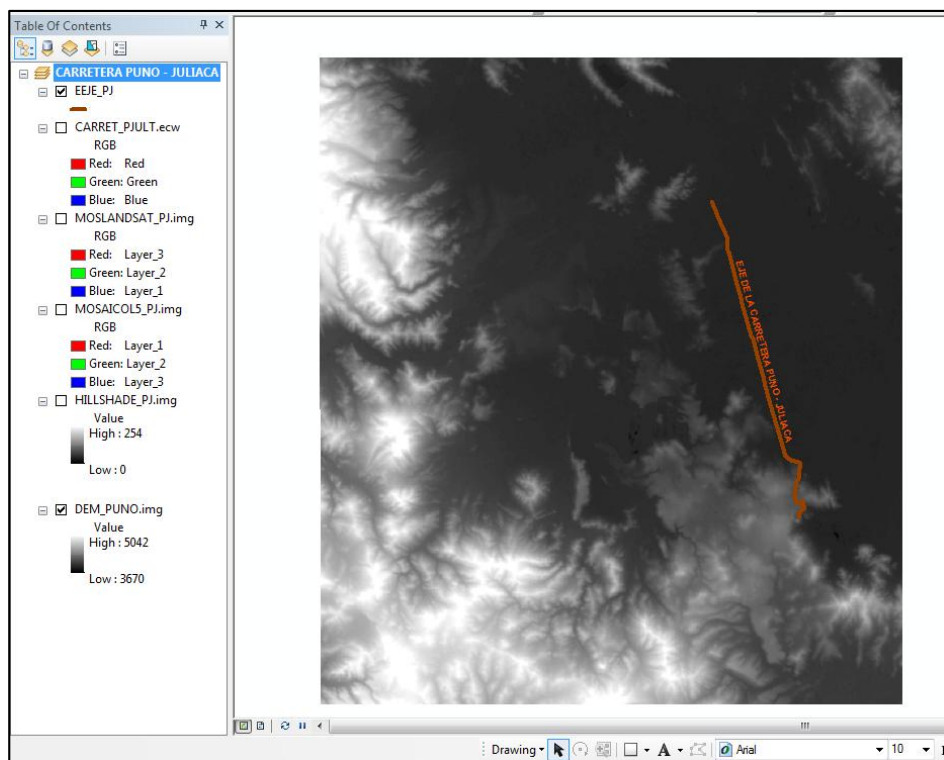 Table Of Contents
CARRETERA PUNO - JULIACA
EEJE_PJ
CARRET_PJULT.ecw
RGB
Red: Red
Green: Green
Blue: Blue
MOSLANDSAT_PJ.img
RGB
Red: Layer_3
Green: Layer_2
Blue: Layer_1
MOSAICOL5_PJ.img
RGB
Red: Layer_1
Green: Layer_2
Blue: Layer_3
HILLSHADE_PJ.img
Value
High : 254
Low : 0
DEM_PUNO.img
Value
High : 5042
Low : 3670
EJE DE LA CARRETERA PUNO - JULIACA
Drawing
A
Arial
10